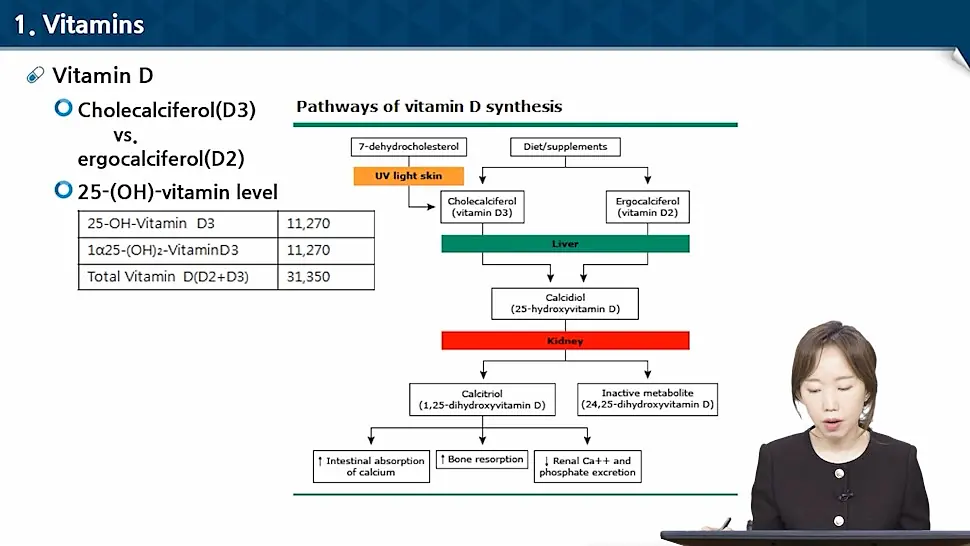 1. Vitamins
Vitamin D
Cholecalciferol(D3)
vs.
ergocalciferol(D2)
25-(OH)-vitamin level
25-OH-Vitamin D3 11,270
1α25-(OH)₂-VitaminD3 11,270
Total Vitamin D(D2+D3) 31,350
Pathways of vitamin D synthesis
7-dehydrocholesterol
Diet/supplements
UV light skin
Cholecalciferol
(vitamin D3)
Ergocalciferol
(vitamin D2)
Liver
Calcidiol
(25-hydroxyvitamin D)
Kidney
Calcitriol
(1,25-dihydroxyvitamin D)
Inactive metabolite
(24,25-dihydroxyvitamin D)
↑ Intestinal absorption
of calcium
↑ Bone resorption
↓ Renal Ca++ and
phosphate excretion